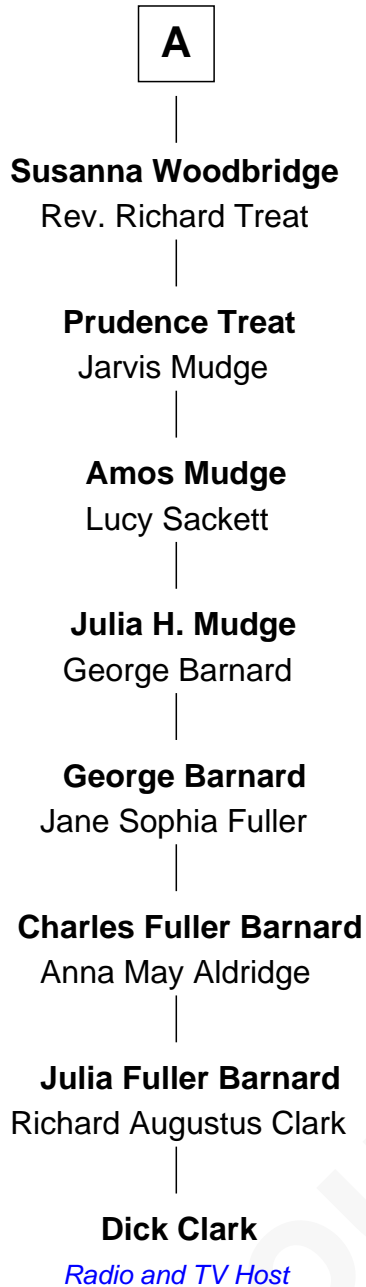 A
Susanna Woodbridge
Rev. Richard Treat
Prudence Treat
Jarvis Mudge
Amos Mudge
Lucy Sackett
Julia H. Mudge
George Barnard
George Barnard
Jane Sophia Fuller
Charles Fuller Barnard
Anna May Aldridge
Julia Fuller Barnard
Richard Augustus Clark
Dick Clark
Radio and TV Host